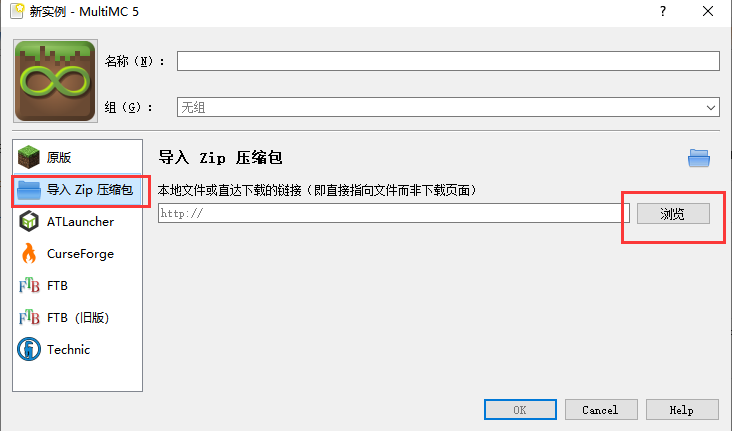 新实例 - MultiMC 5
名称（N）：
组（G）： 无组
原版
导入 Zip 压缩包
ATLauncher
CurseForge
FTB
FTB（旧版）
Technic
导入 Zip 压缩包
本地文件或直达下载的链接（即直接指向文件而非下载页面）
http://
浏览
OK
Cancel
Help